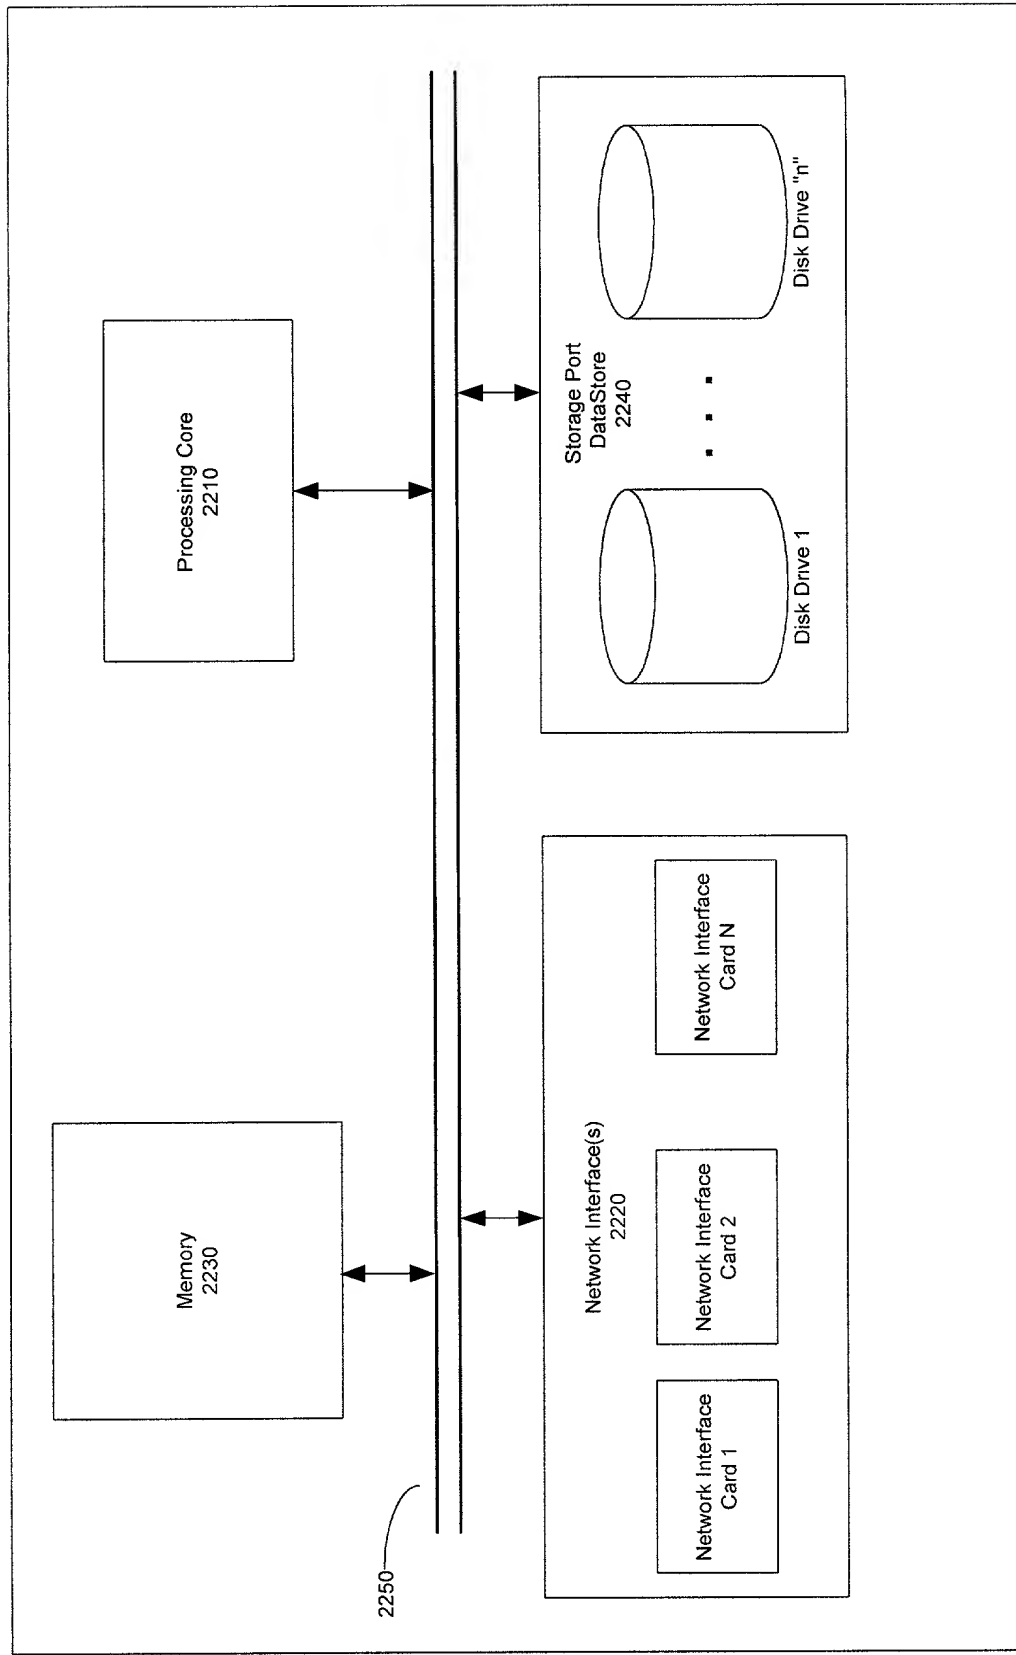 Memory
2230
Processing Core
2210
2250
Network Interface(s)
2220
Network Interface
Card 1
Network Interface
Card 2
Network Interface
Card N
Storage Port
DataStore
2240
Disk Drive 1
Disk Drive "n"